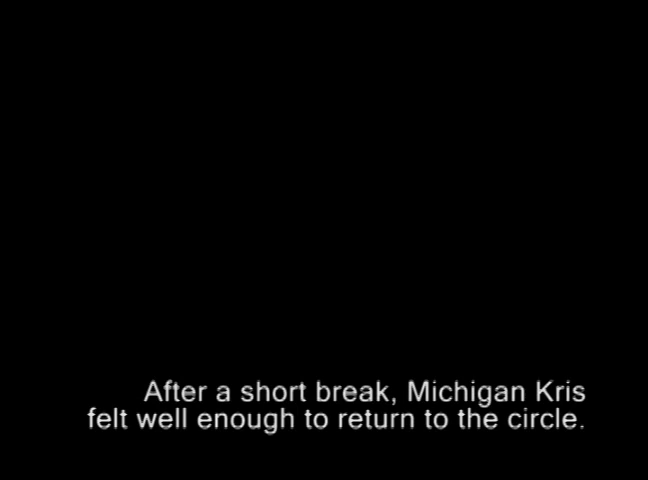 After a short break, Michigan Kris
felt well enough to return to the circle.